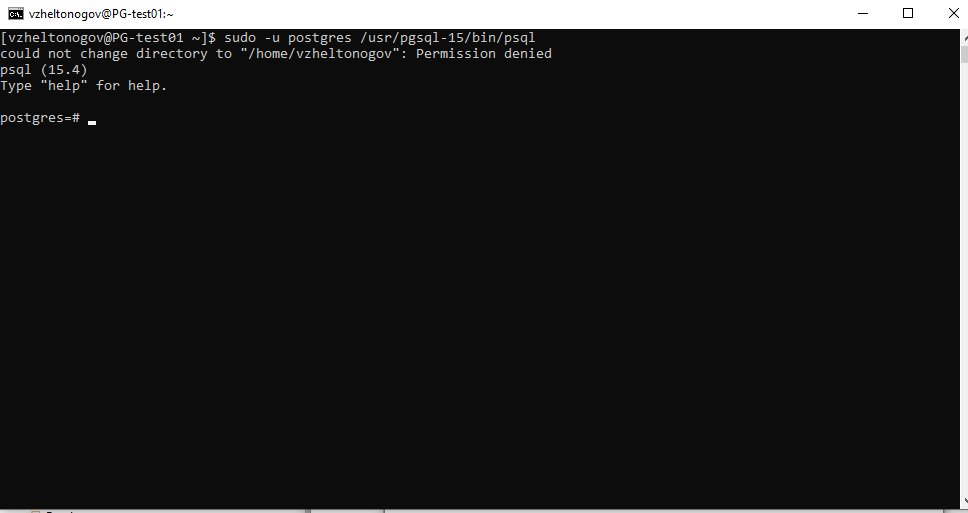 vzheltonogov@PG-test01:~
[vzheltonogov@PG-test01 ~]$ sudo -u postgres /usr/pgsql-15/bin/psql
could not change directory to "/home/vzheltonogov": Permission denied
psql (15.4)
Type "help" for help.
postgres=#